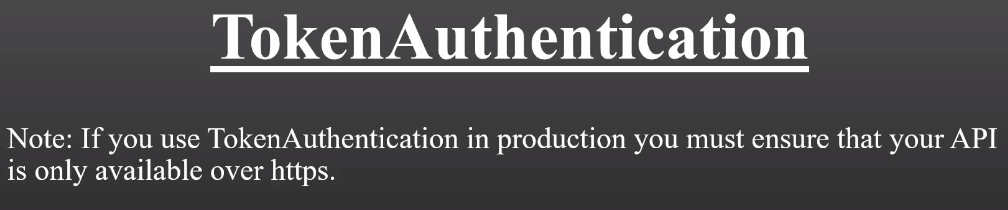 TokenAuthentication
Note: If you use TokenAuthentication in production you must ensure that your API
is only available over https.